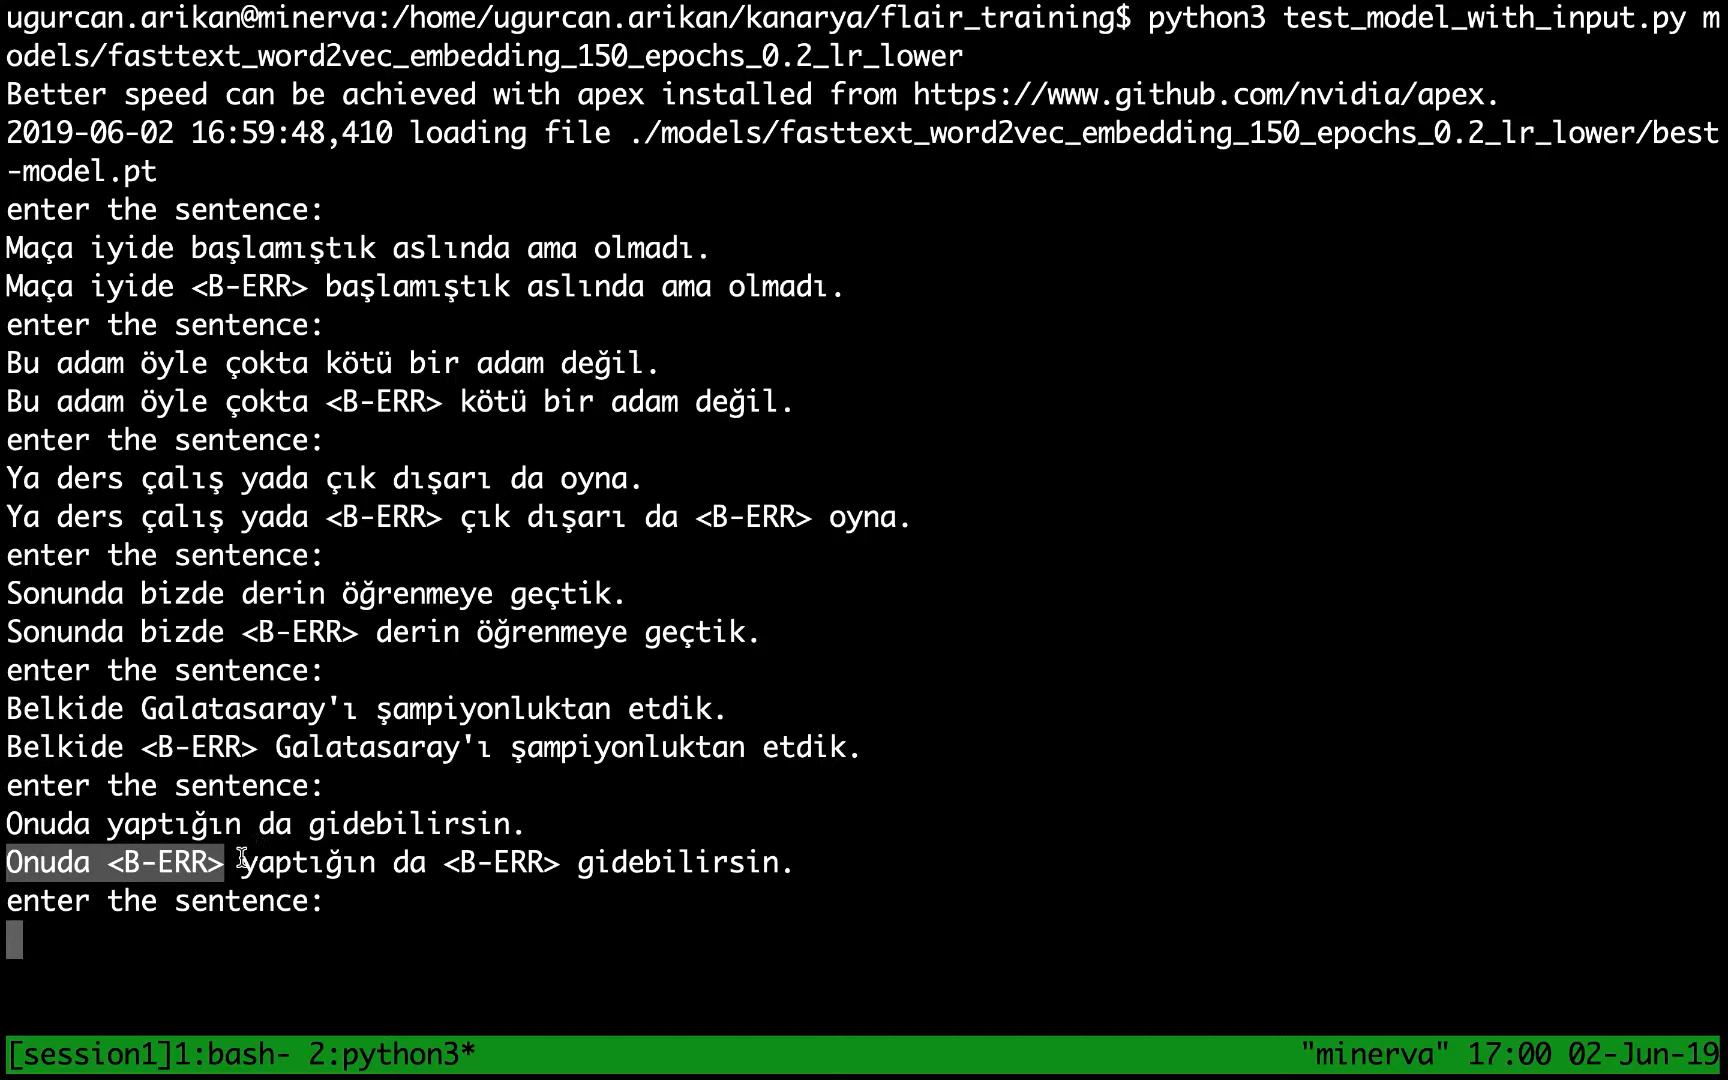 ugurcan.arikan@minerva:/home/ugurcan.arikan/kanarya/flair_training$ python3 test_model_with_input.py m
odels/fasttext_word2vec_embedding_150_epochs_0.2_lr_lower
Better speed can be achieved with apex installed from https://www.github.com/nvidia/apex.
2019-06-02 16:59:48,410 loading file ./models/fasttext_word2vec_embedding_150_epochs_0.2_lr_lower/best
-model.pt
enter the sentence:
Maça iyide başlamıştık aslında ama olmadı.
Maça iyide <B-ERR> başlamıştık aslında ama olmadı.
enter the sentence:
Bu adam öyle çokta kötü bir adam değil.
Bu adam öyle çokta <B-ERR> kötü bir adam değil.
enter the sentence:
Ya ders çalış yada çık dışarı da oyna.
Ya ders çalış yada <B-ERR> çık dışarı da <B-ERR> oyna.
enter the sentence:
Sonunda bizde derin öğrenmeye geçtik.
Sonunda bizde <B-ERR> derin öğrenmeye geçtik.
enter the sentence:
Belkide Galatasaray'ı şampiyonluktan etdik.
Belkide <B-ERR> Galatasaray'ı şampiyonluktan etdik.
enter the sentence:
Onuda yaptığın da gidebilirsin.
Onuda <B-ERR> yaptığın da <B-ERR> gidebilirsin.
enter the sentence:
[session1]1:bash- 2:python3* "minerva" 17:00 02-Jun-19